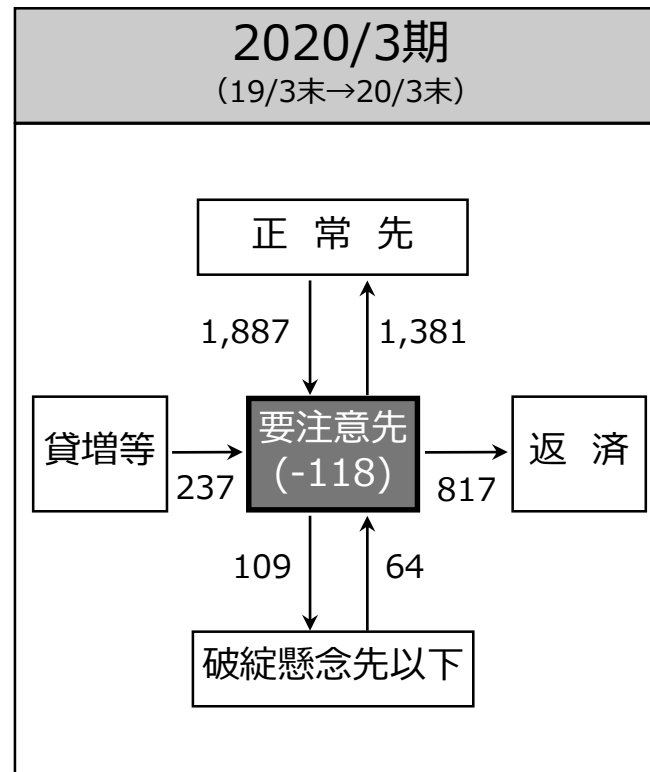 2020/3期
(19/3末→20/3末)
正 常 先
1,887
1,381
貸増等
237
要注意先
(-118)
817
返 済
109
64
破綻懸念先以下